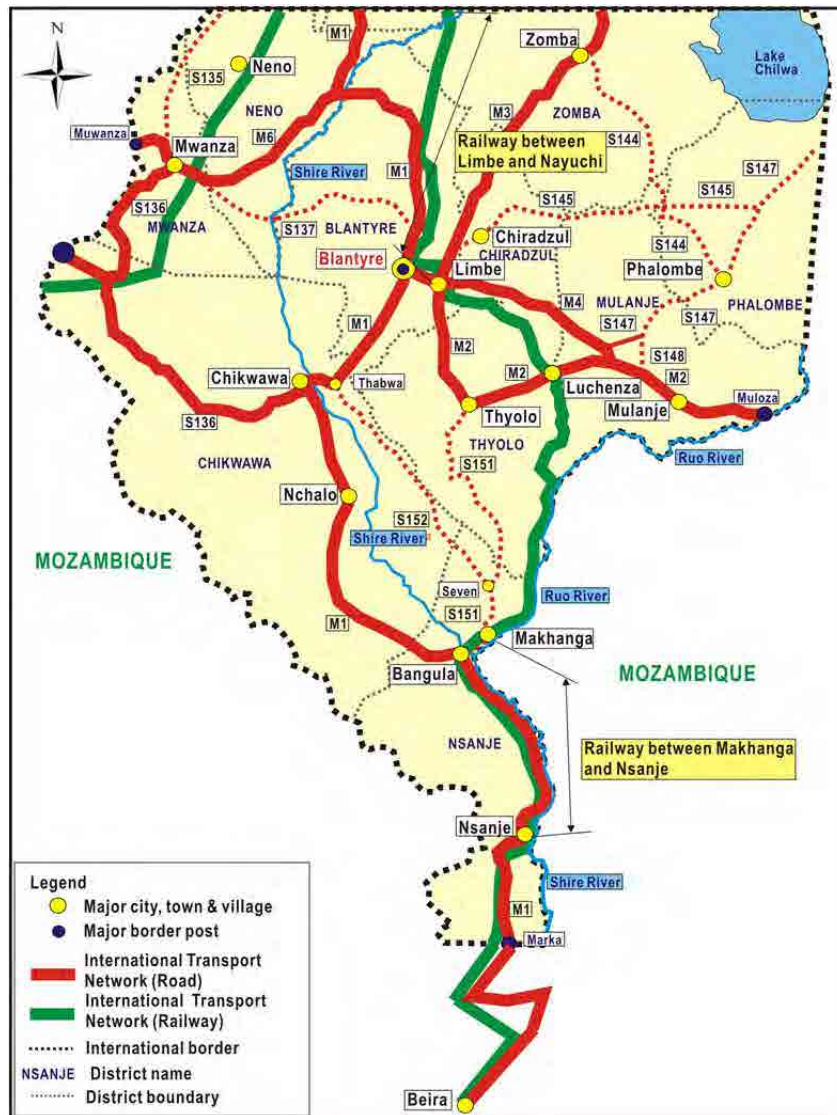 N
M1
Zomba
Lake
Chilwa
Neno
S135
NENO
M3
ZOMBA
Muwanza
Mwanza
M6
Railway between
Limbe and Nayuchi
S144
Shire River
M1
S147
S136
S145
S145
MWANZA
S137
BLANTYRE
Chiradzul
S144
Blantyre
Limbe
CHIRADZUL
Phalombe
M4
MULANJE
PHALOMBE
M1
S147
S147
M2
S148
Chikwawa
Thabwa
M2
Luchenza
M2
Muloza
S136
Thyolo
Mulanje
THYOLO
CHIKWAWA
S151
Ruo River
Nchalo
S152
Shire River
MOZAMBIQUE
Seven
Ruo River
M1
S151
Makhanga
Bangula
MOZAMBIQUE
NSANJE
Railway between Makhanga
and Nsanje
Nsanje
Legend
Shire River
Major city, town & village
M1
Major border post
Marka
International Transport
Network (Road)
International Transport
Network (Railway)
International border
NSANJE District name
District boundary
Beira